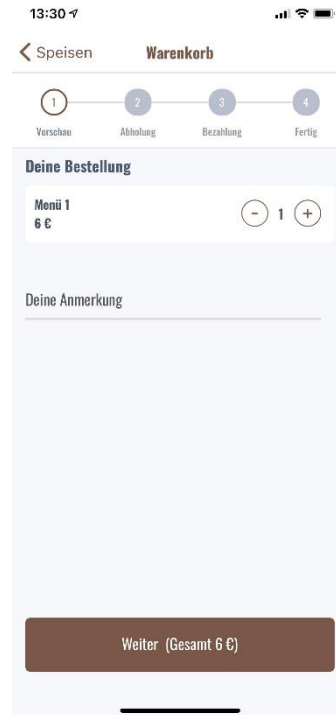 13:30
Speisen Warenkorb
1 2 3 4
Vorschau Abholung Bezahlung Fertig
Deine Bestellung
Menü 1
6 €
- 1 +
Deine Anmerkung
Weiter (Gesamt 6 €)